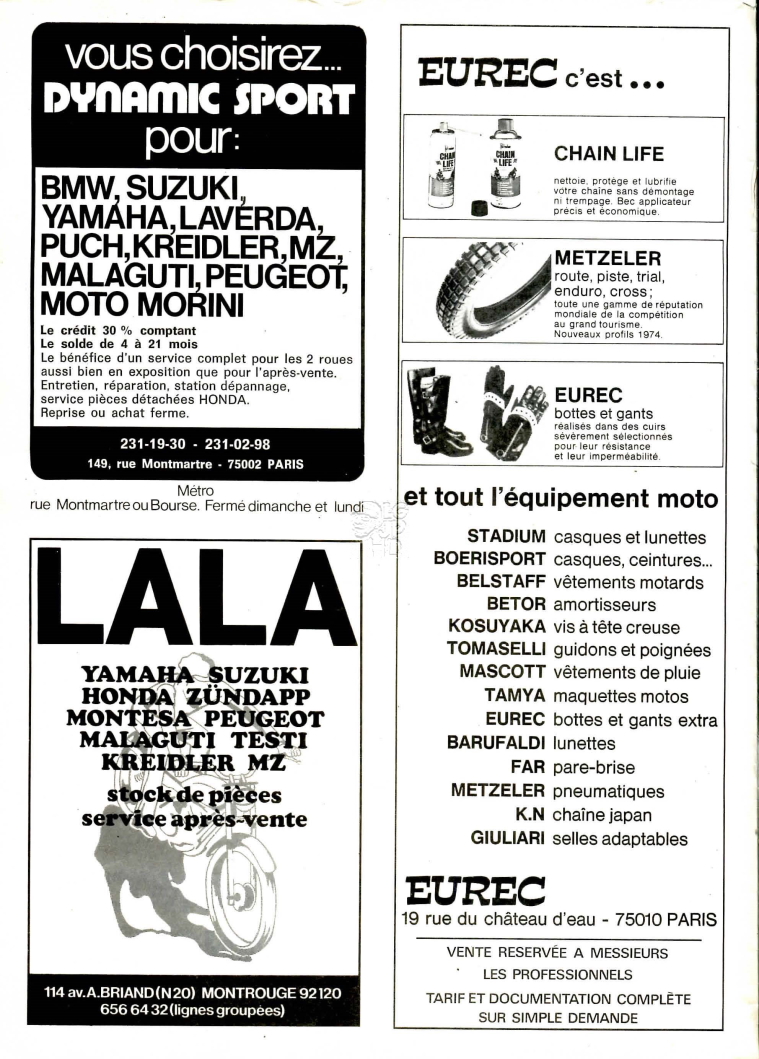 vous choisirez...
DYNAMIC SPORT
pour:
BMW, SUZUKI,
YAMAHA, LAVERDA,
PUCH, KREIDLER, MZ,
MALAGUTI, PEUGEOT,
MOTO MORINI
Le crédit 30 % comptant
Le solde de 4 à 21 mois
Le bénéfice d'un service complet pour les 2 roues
aussi bien en exposition que pour l'après-vente.
Entretien, réparation, station dépannage,
service pièces détachées HONDA.
Reprise ou achat ferme.
231-19-30 - 231-02-98
149, rue Montmartre - 75002 PARIS
Métro
rue Montmartre ou Bourse. Fermé dimanche et lundi
LALA
YAMAHA SUZUKI
HONDA ZÜNDAPP
MONTESA PEUGEOT
MALAGUTI TESTI
KREIDLER MZ
stock de pièces
service après-vente
114 av. A. BRIAND (N20) MONTROUGE 92120
656 64 32 (lignes groupées)
EUREC c'est ...
CHAIN LIFE
CHAIN LIFE
CHAIN LIFE
nettoie, protège et lubrifie
votre chaîne sans démontage
ni trempage. Bec applicateur
précis et économique.
METZELER
route, piste, trial,
enduro, cross;
toute une gamme de réputation
mondiale de la compétition
au grand tourisme.
Nouveaux profils 1974.
EUREC
bottes et gants
réalisés dans des cuirs
sévèrement sélectionnés
pour leur résistance
et leur imperméabilité.
et tout l'équipement moto
STADIUM casques et lunettes
BOERISPORT casques, ceintures...
BELSTAFF vêtements motards
BETOR amortisseurs
KOSUYAKA vis à tête creuse
TOMASELLI guidons et poignées
MASCOTT vêtements de pluie
TAMYA maquettes motos
EUREC bottes et gants extra
BARUFALDI lunettes
FAR pare-brise
METZELER pneumatiques
K.N chaîne japan
GIULIARI selles adaptables
EUREC
19 rue du château d'eau - 75010 PARIS
VENTE RESERVÉE A MESSIEURS
LES PROFESSIONNELS
TARIF ET DOCUMENTATION COMPLÈTE
SUR SIMPLE DEMANDE